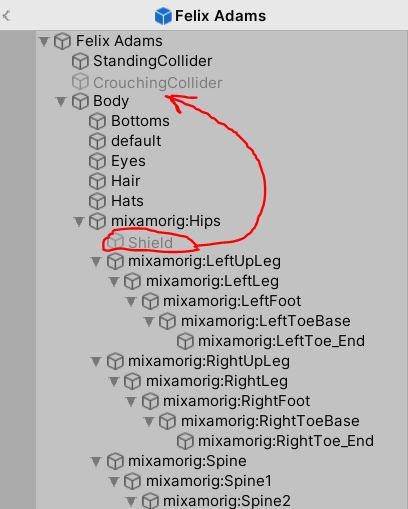 Felix Adams
Felix Adams
StandingCollider
CrouchingCollider
Body
Bottoms
default
Eyes
Hair
Hats
mixamorig:Hips
Shield
mixamorig:LeftUpLeg
mixamorig:LeftLeg
mixamorig:LeftFoot
mixamorig:LeftToeBase
mixamorig:LeftToe_End
mixamorig:RightUpLeg
mixamorig:RightLeg
mixamorig:RightFoot
mixamorig:RightToeBase
mixamorig:RightToe_End
mixamorig:Spine
mixamorig:Spine1
mixamorig:Spine2